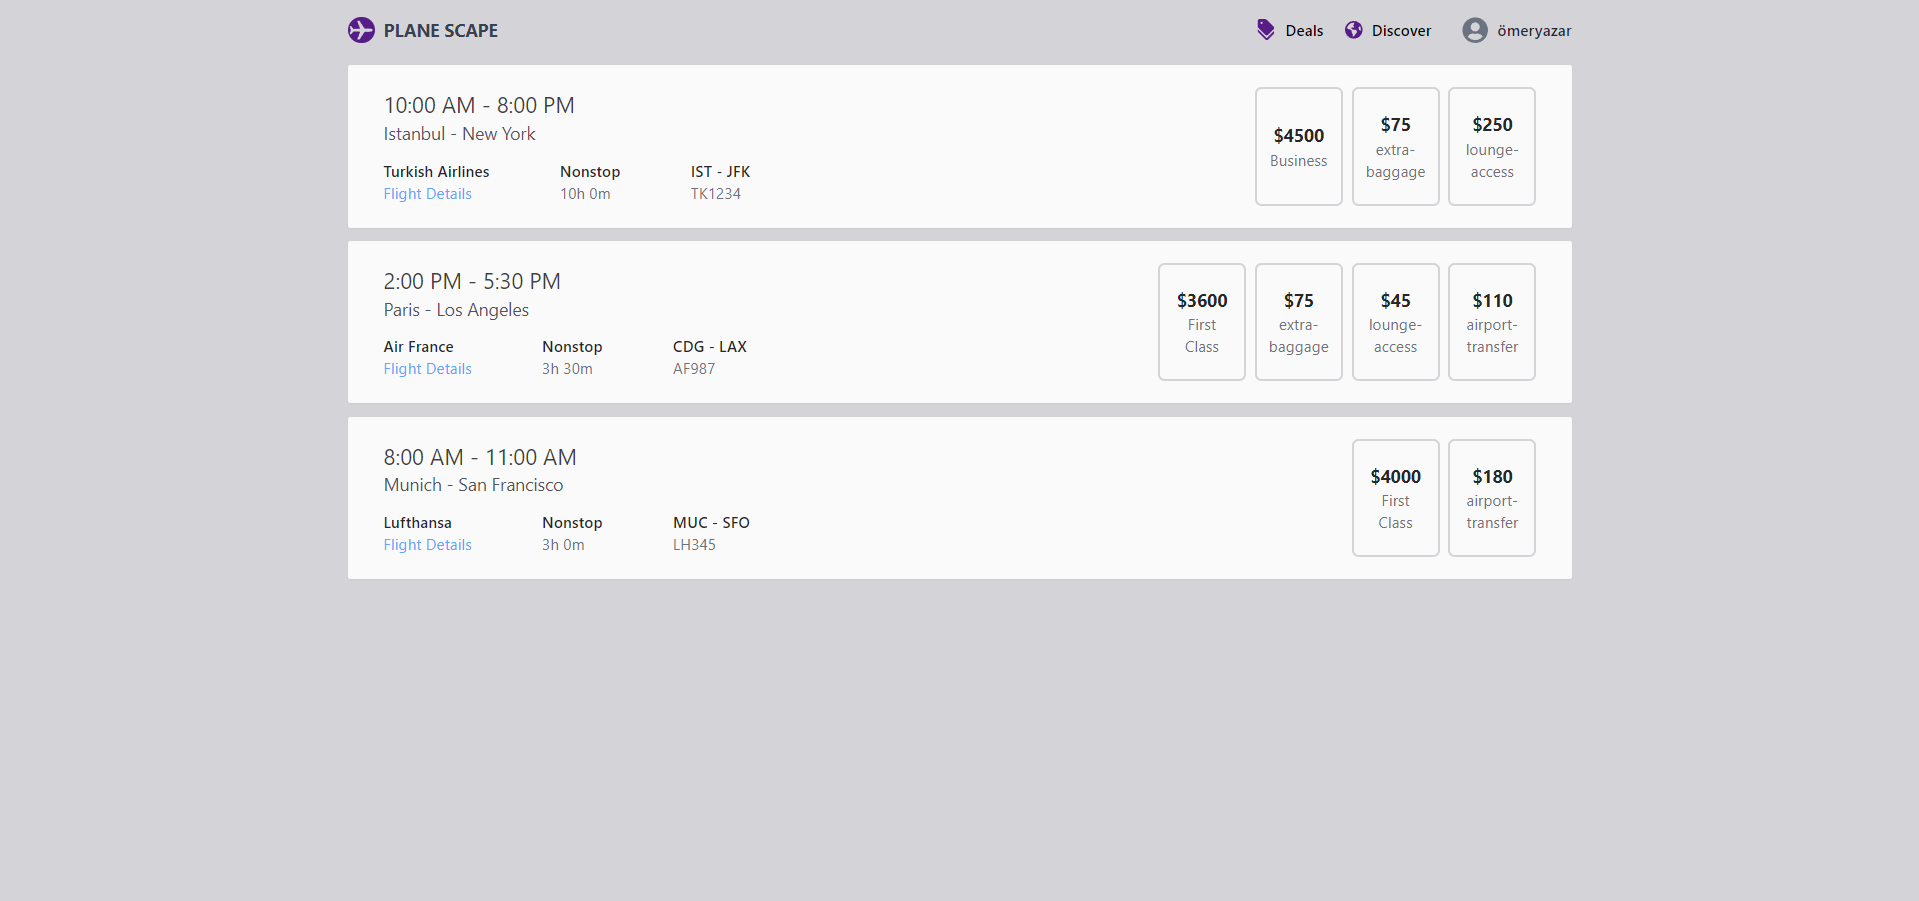 PLANE SCAPE
Deals
Discover
ömeryazar
10:00 AM - 8:00 PM
Istanbul - New York
Turkish Airlines
Flight Details
Nonstop
10h 0m
IST - JFK
TK1234
$4500
Business
$75
extra-
baggage
$250
lounge-
access
2:00 PM - 5:30 PM
Paris - Los Angeles
Air France
Flight Details
Nonstop
3h 30m
CDG - LAX
AF987
$3600
First
Class
$75
extra-
baggage
$45
lounge-
access
$110
airport-
transfer
8:00 AM - 11:00 AM
Munich - San Francisco
Lufthansa
Flight Details
Nonstop
3h 0m
MUC - SFO
LH345
$4000
First
Class
$180
airport-
transfer